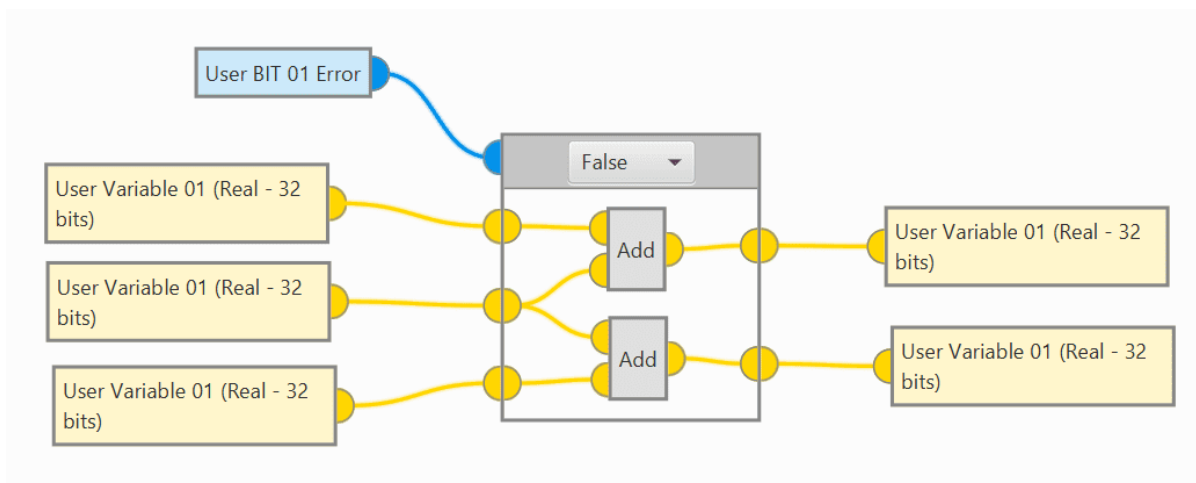 User BIT 01 Error
False
User Variable 01 (Real - 32
bits)
User Variable 01 (Real - 32
bits)
User Variable 01 (Real - 32
bits)
Add
Add
User Variable 01 (Real - 32
bits)
User Variable 01 (Real - 32
bits)